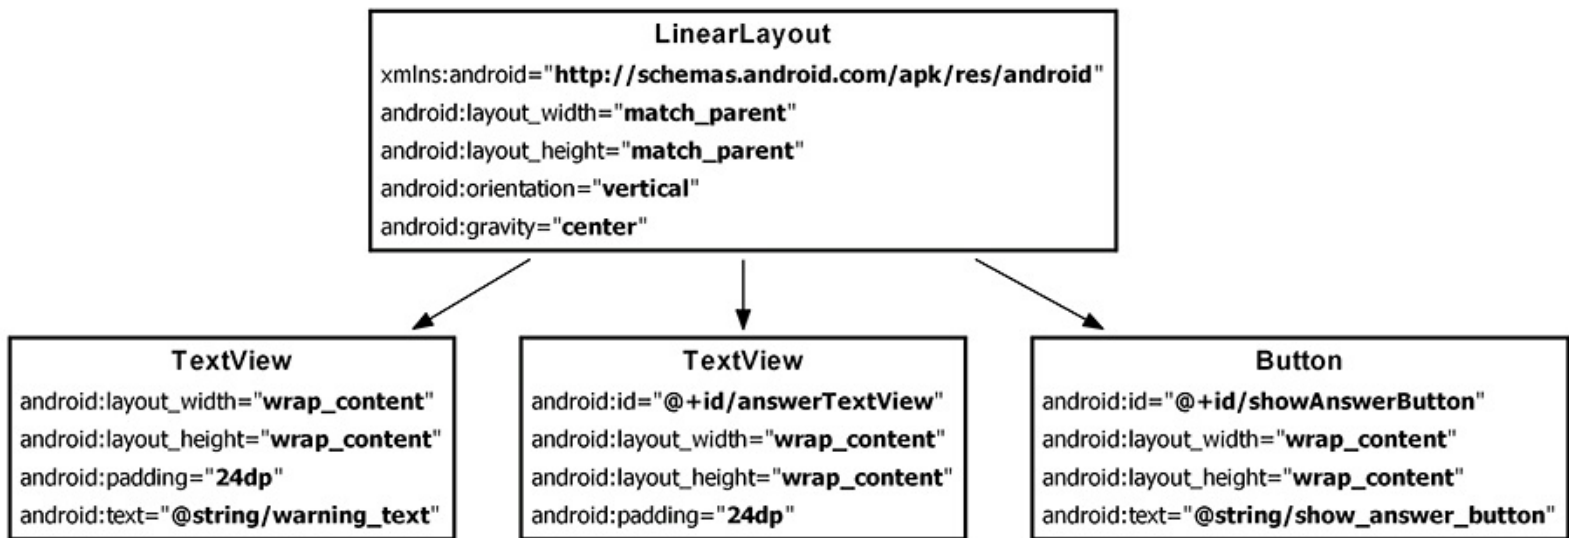 LinearLayout
xmlns:android="http://schemas.android.com/apk/res/android"
android:layout_width="match_parent"
android:layout_height="match_parent"
android:orientation="vertical"
android:gravity="center"
TextView
android:layout_width="wrap_content"
android:layout_height="wrap_content"
android:padding="24dp"
android:text="@string/warning_text"
TextView
android:id="@+id/answerTextView"
android:layout_width="wrap_content"
android:layout_height="wrap_content"
android:padding="24dp"
Button
android:id="@+id/showAnswerButton"
android:layout_width="wrap_content"
android:layout_height="wrap_content"
android:text="@string/show_answer_button"